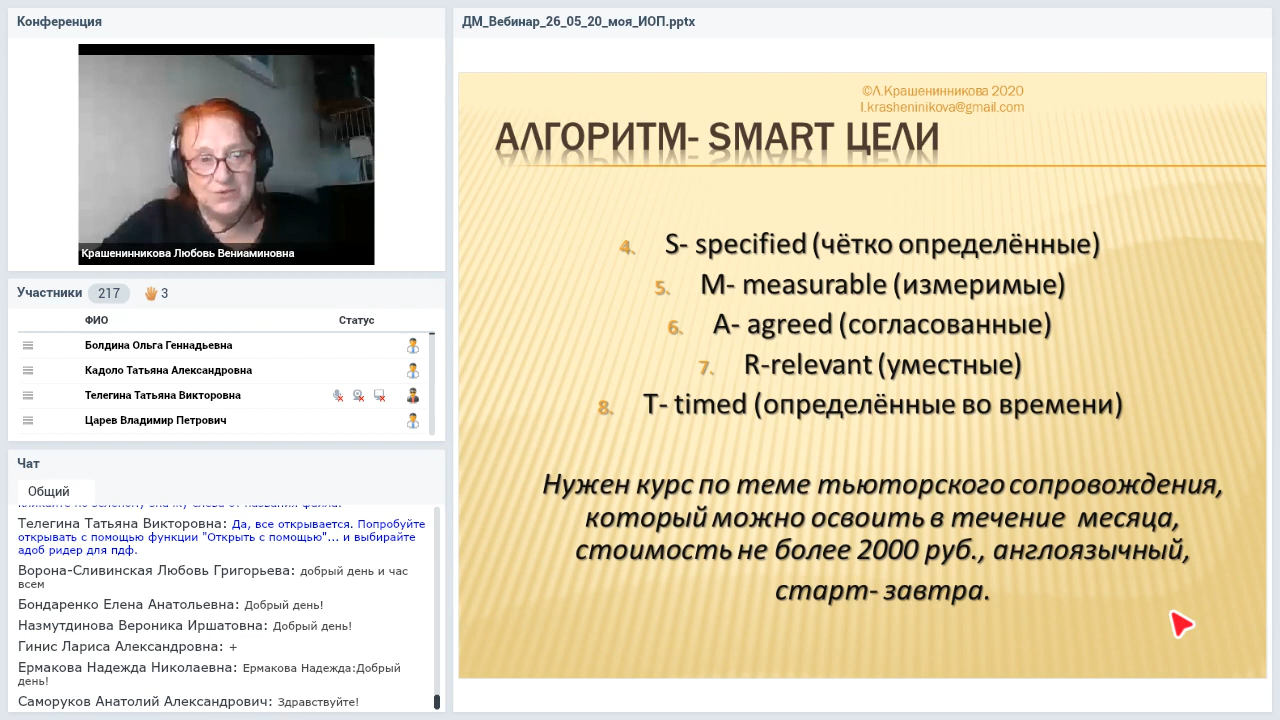 Конференция
Крашенинникова Любовь Вениаминовна
Участники 217 3
ФИО Статус
Болдина Ольга Геннадьевна
Кадоло Татьяна Александровна
Телегина Татьяна Викторовна
Царев Владимир Петрович
Чат
Общий
Телегина Татьяна Викторовна: Да, все открывается. Попробуйте
открывать с помощью функции "Открыть с помощью"... и выбирайте
адоб ридер для пдф.
Ворона-Сливинская Любовь Григорьева: добрый день и час
всем
Бондаренко Елена Анатольевна: Добрый день!
Назмутдинова Вероника Иршатовна: Добрый день!
Гинис Лариса Александровна: +
Ермакова Надежда Николаевна: Ермакова Надежда:Добрый
день!
Саморуков Анатолий Александрович: Здравствуйте!
ДМ_Вебинар_26_05_20_моя_ИОП.pptx
©Л.Крашенинникова 2020
l.krasheninikova@gmail.com
АЛГОРИТМ- SMART ЦЕЛИ
4. S- specified (чётко определённые)
5. M- measurable (измеримые)
6. A- agreed (согласованные)
7. R-relevant (уместные)
8. T- timed (определённые во времени)
Нужен курс по теме тьюторского сопровождения,
который можно освоить в течение месяца,
стоимость не более 2000 руб., англоязычный,
старт- завтра.